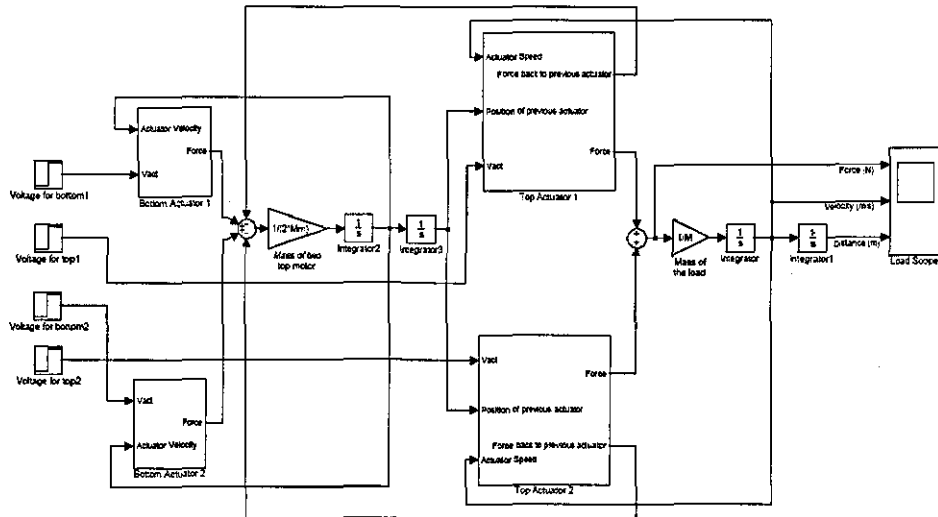 Actuator Speed
Force back to previous actuator
Position of previous actuator
Force
Vact
Top Actuator 1
Actuator Velocity
Force
Vact
Bottom Actuator 1
Voltage for bottom1
Voltage for top1
1/(2*Mm)
Mass of two
top motor
1
s
Integrator2
1
s
Integrator3
1/M
Mass of
the load
1
s
Integrator
1
s
Integrator1
Force (N)
Velocity (m/s
Distance (m)
Load Scope
Voltage for bottom2
Voltage for top2
Vact
Force
Actuator Velocity
Bottom Actuator 2
Vact
Force
Position of previous actuator
Force back to previous actuator
Actuator Speed
Top Actuator 2